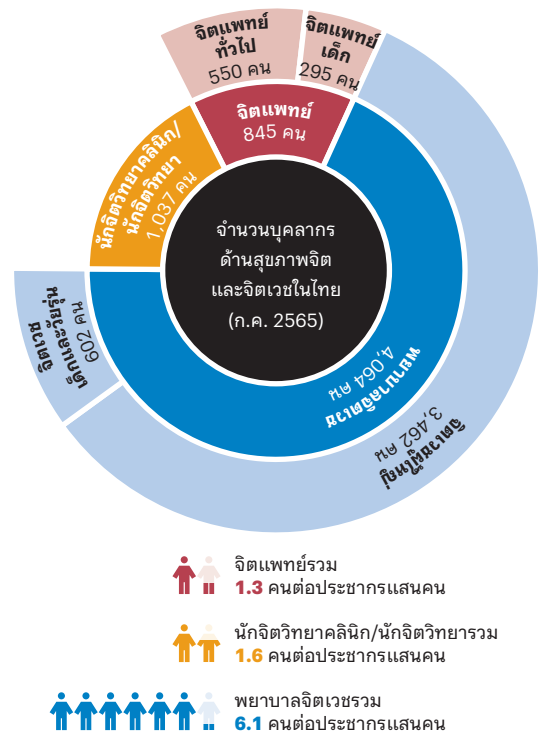 จิตแพทย์
ทั่วไป
550 คน
จิตแพทย์
เด็ก
295 คน
จิตแพทย์
845 คน
นักจิตวิทยาคลินิก/
นักจิตวิทยา
1,037 คน
จำนวนบุคลากร
ด้านสุขภาพจิต
และจิตเวชในไทย
(ก.ค. 2565)
จิตเวช
เด็กและวัยรุ่น
602 คน
พยาบาลจิตเวช
4,064 คน
จิตเวชผู้ใหญ่
3,462 คน
จิตแพทย์รวม
1.3 คนต่อประชากรแสนคน
นักจิตวิทยาคลินิก/นักจิตวิทยารวม
1.6 คนต่อประชากรแสนคน
พยาบาลจิตเวชรวม
6.1 คนต่อประชากรแสนคน